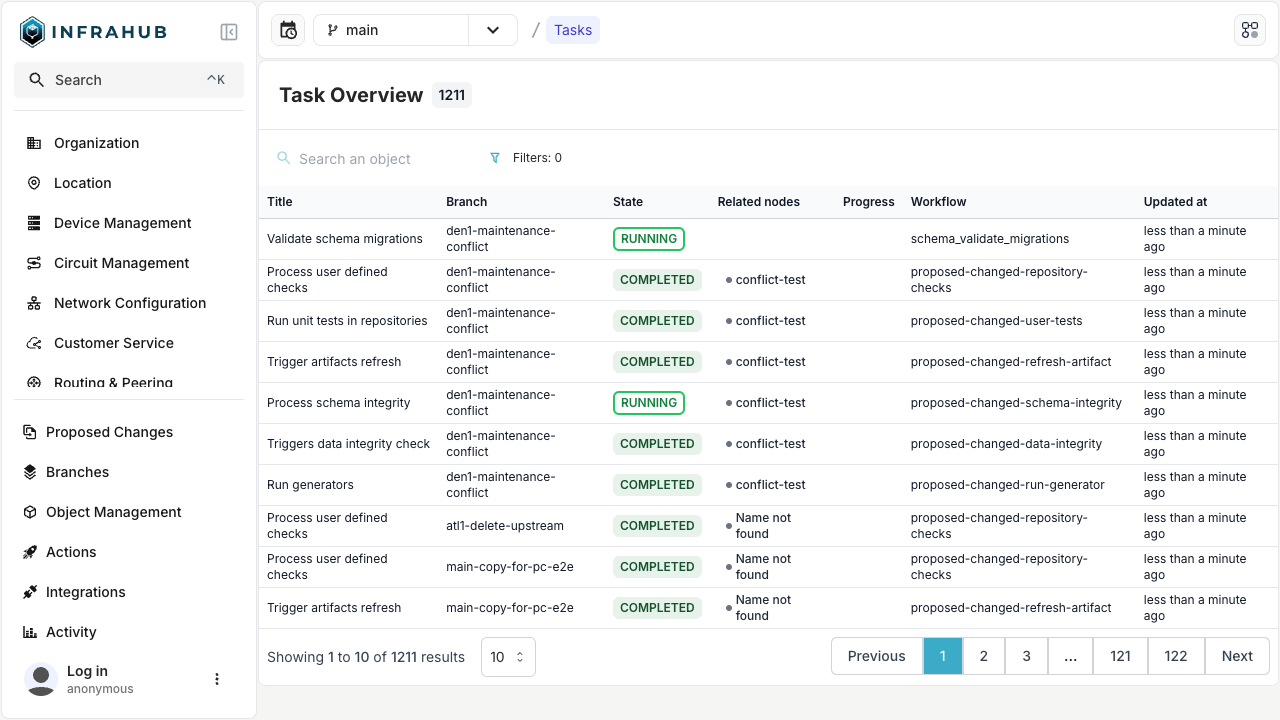 INFRAHUB
Search
^K
Organization
Location
Device Management
Circuit Management
Network Configuration
Customer Service
Routing & Peering
Proposed Changes
Branches
Object Management
Actions
Integrations
Activity
Log in
anonymous
main
/ Tasks
Task Overview 1211
Search an object
Filters: 0
Title Branch State Related nodes Progress Workflow Updated at
Validate schema migrations
den1-maintenance-
conflict
RUNNING
schema_validate_migrations
less than a minute
ago
Process user defined
checks
den1-maintenance-
conflict
COMPLETED
conflict-test
proposed-changed-repository-
checks
less than a minute
ago
Run unit tests in repositories
den1-maintenance-
conflict
COMPLETED
conflict-test
proposed-changed-user-tests
less than a minute
ago
Trigger artifacts refresh
den1-maintenance-
conflict
COMPLETED
conflict-test
proposed-changed-refresh-artifact
less than a minute
ago
Process schema integrity
den1-maintenance-
conflict
RUNNING
conflict-test
proposed-changed-schema-integrity
less than a minute
ago
Triggers data integrity check
den1-maintenance-
conflict
COMPLETED
conflict-test
proposed-changed-data-integrity
less than a minute
ago
Run generators
den1-maintenance-
conflict
COMPLETED
conflict-test
proposed-changed-run-generator
less than a minute
ago
Process user defined
checks
atl1-delete-upstream
COMPLETED
Name not
found
proposed-changed-repository-
checks
less than a minute
ago
Process user defined
checks
main-copy-for-pc-e2e
COMPLETED
Name not
found
proposed-changed-repository-
checks
less than a minute
ago
Trigger artifacts refresh
main-copy-for-pc-e2e
COMPLETED
Name not
found
proposed-changed-refresh-artifact
less than a minute
ago
Showing 1 to 10 of 1211 results
10
Previous 1 2 3 ... 121 122 Next